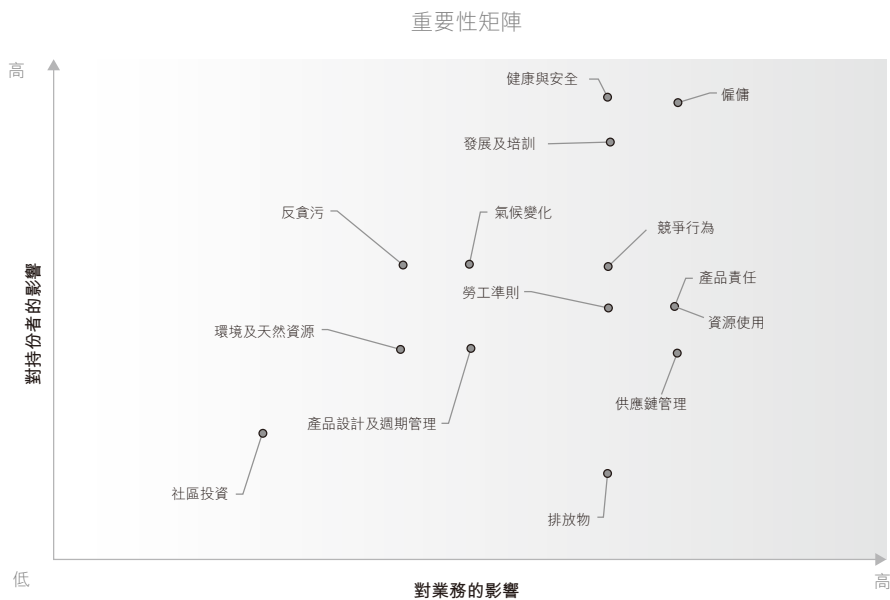 重要性矩陣
高
健康與安全
僱傭
發展及培訓
反貪污
氣候變化
競爭行為
產品責任
勞工準則
資源使用
環境及天然資源
對持份者的影響
供應鏈管理
產品設計及週期管理
社區投資
排放物
低
高
對業務的影響